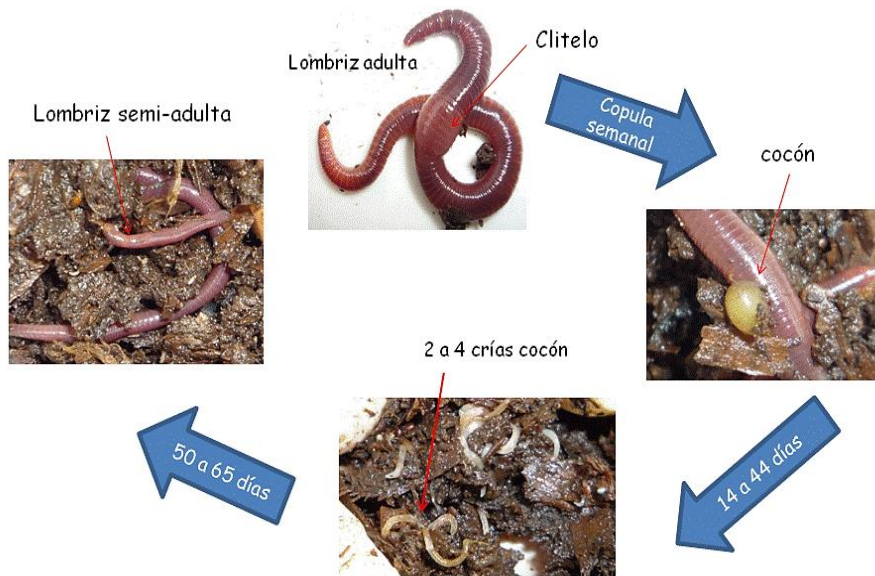 Lombriz adulta
Clitelo
Copula
semanal
cocón
14 a 44 días
2 a 4 crías cocón
50 a 65 días
Lombriz semi-adulta